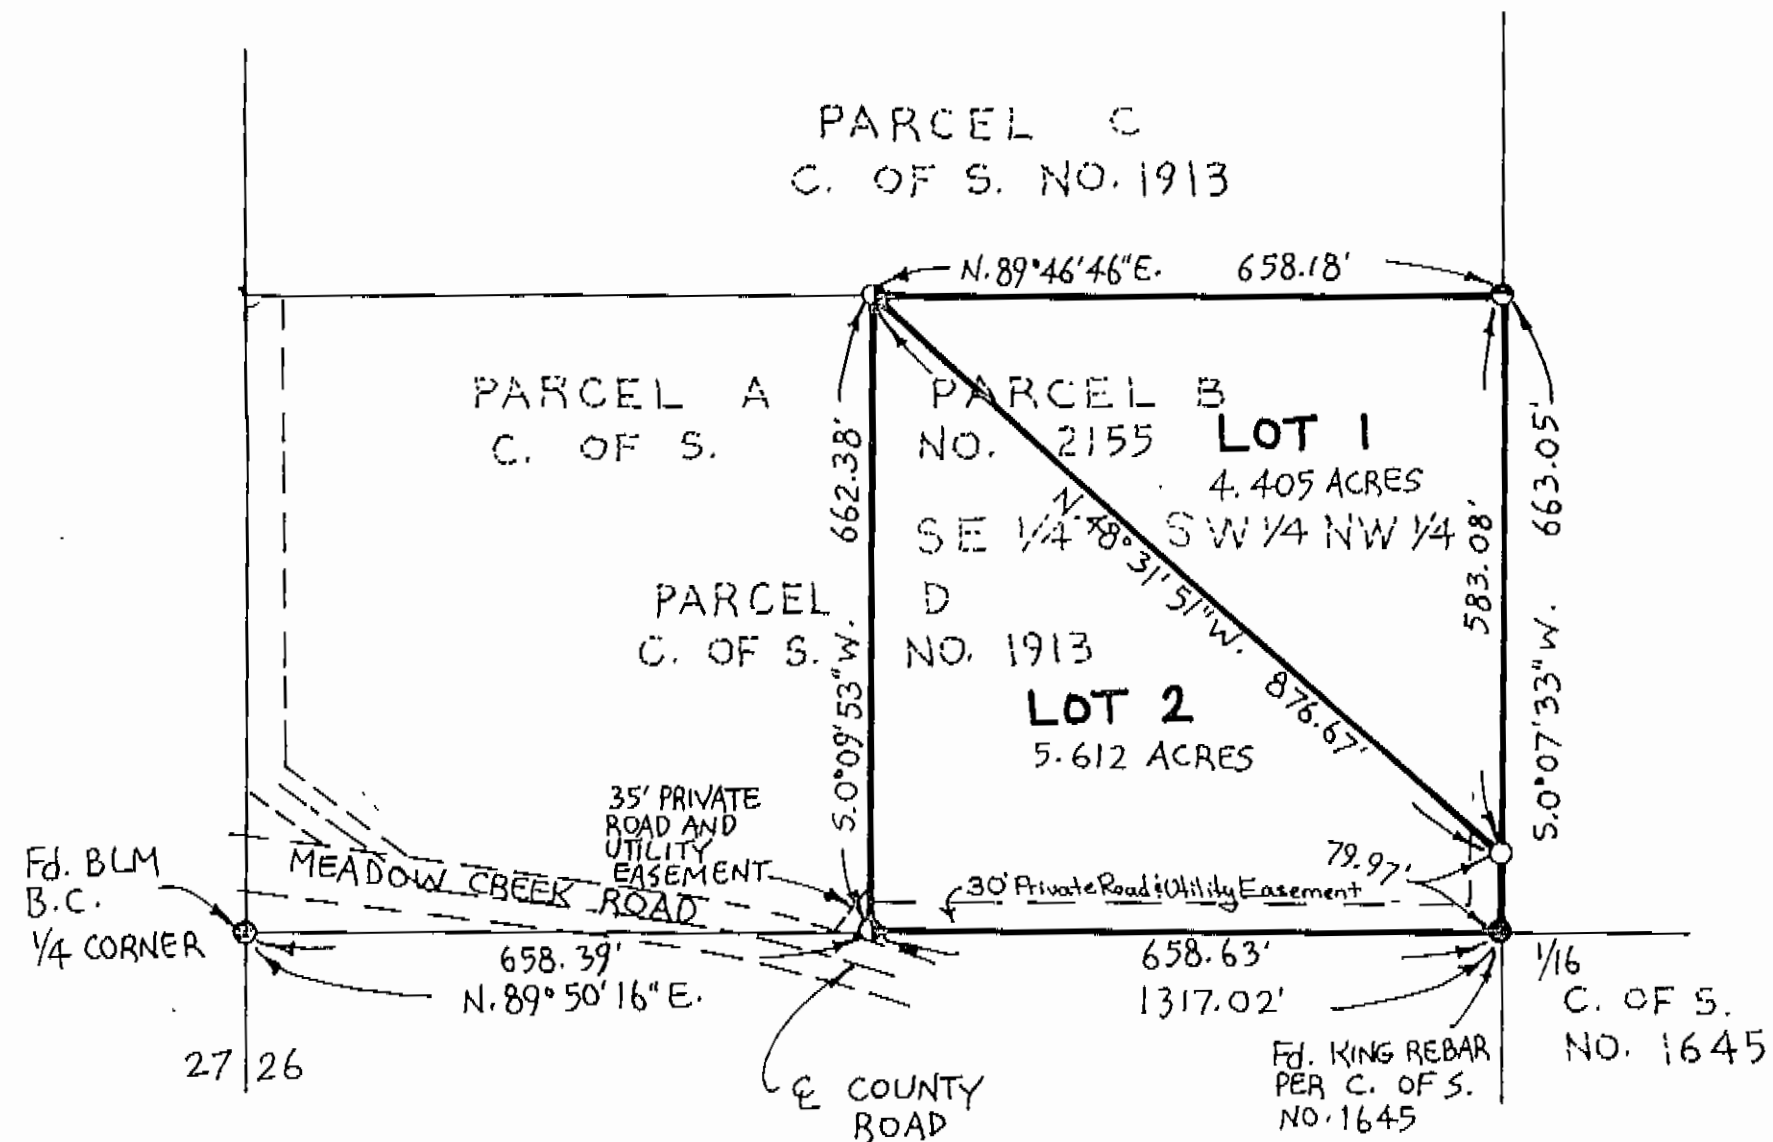 PARCEL C
C. OF S. NO. 1913
N. 89°46'46"E. 658.18'
PARCEL A
C. OF S.
PARCEL B
NO. 2155
LOT 1
4.405 ACRES
SE 1/4 SW 1/4 NW 1/4
662.38'
S.0°09'53"W.
N.48°31'51"W. 876.67'
583.08'
663.05'
S.0°07'33"W.
PARCEL D
C. OF S. NO. 1913
LOT 2
5.612 ACRES
35' PRIVATE
ROAD AND
UTILITY
EASEMENT
79.97'
30' Private Road & Utility Easement
MEADOW CREEK ROAD
Fd. BLM
B.C.
1/4 CORNER
658.39'
N.89°50'16"E.
658.63'
1317.02'
1/16
C. OF S.
NO. 1645
27 26
℄ COUNTY
ROAD
Fd. KING REBAR
PER C. OF S.
NO. 1645